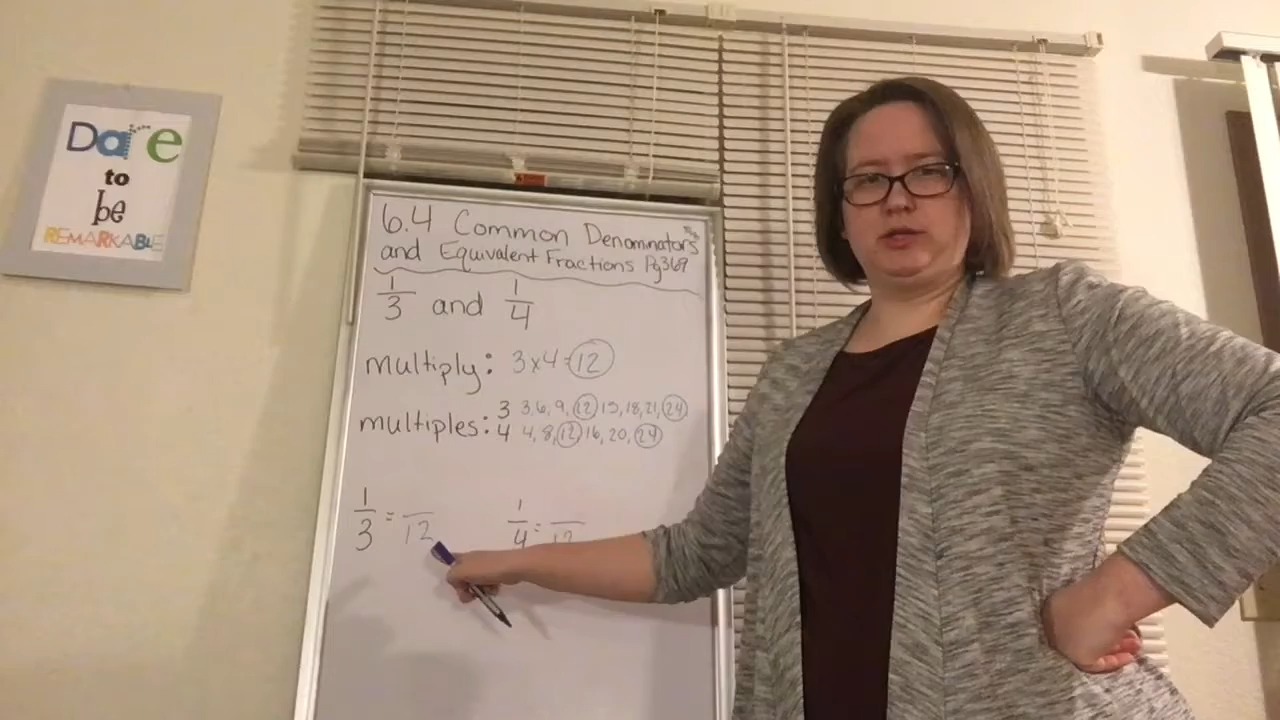 Dare
to
be
REMARKABLE
6.4 Common Denominators
and Equivalent Fractions Pg 369
1/3 and 1/4
multiply: 3x4=12
multiples: 3 3, 6, 9, 12, 15, 18, 21, 24
4 4, 8, 12, 16, 20, 24
1/3 = /12 1/4 = /12